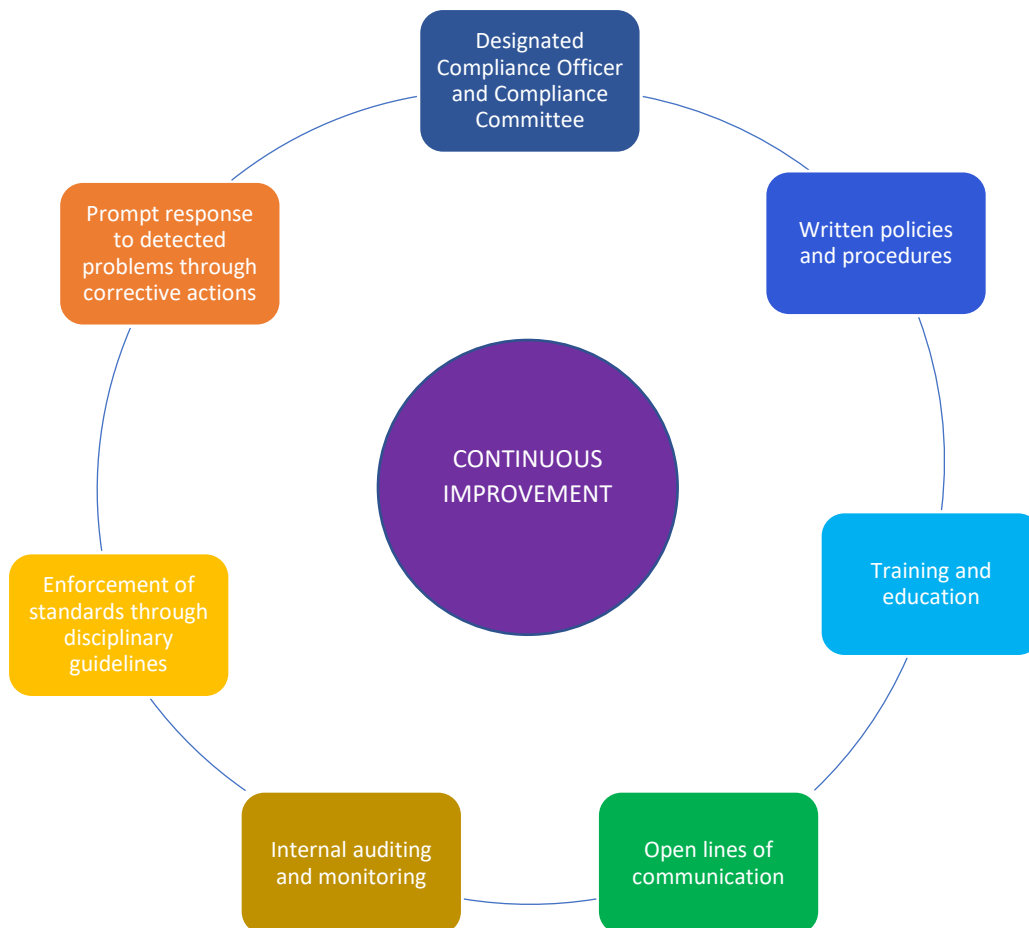 Designated
Compliance Officer
and Compliance
Committee
Written policies
and procedures
Training and
education
Open lines of
communication
Internal auditing
and monitoring
Enforcement of
standards through
disciplinary
guidelines
Prompt response
to detected
problems through
corrective actions
CONTINUOUS
IMPROVEMENT